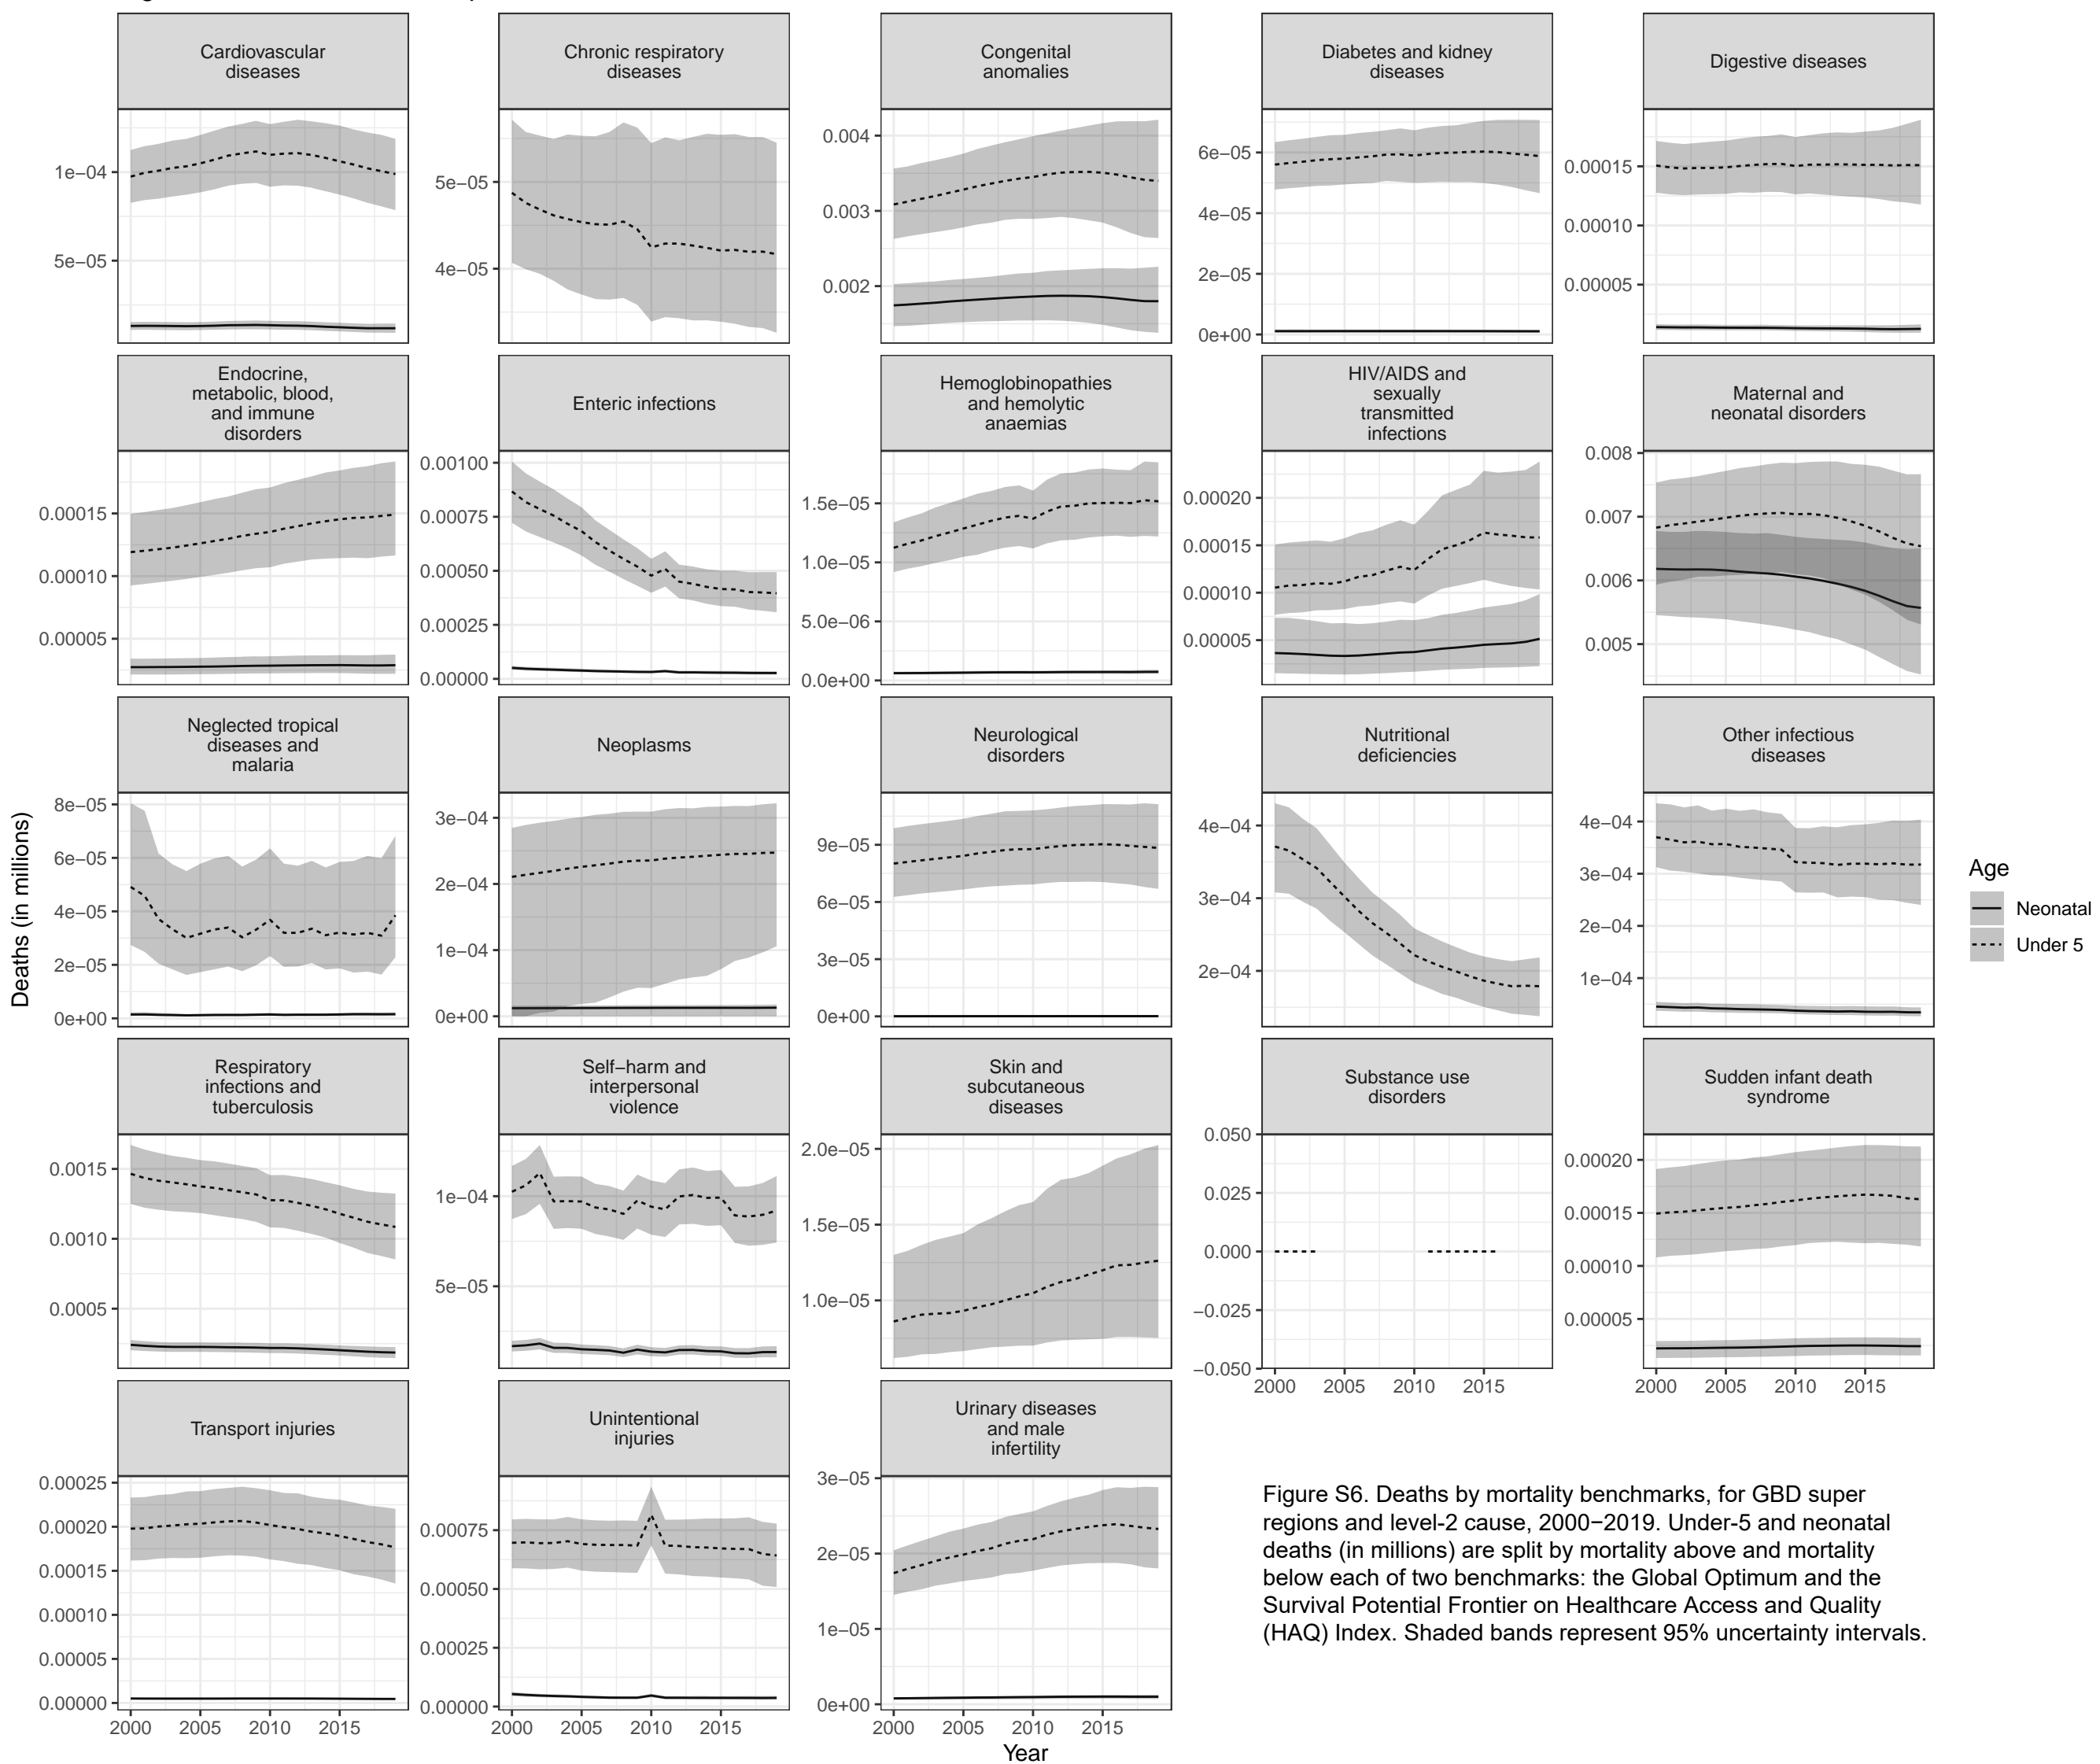 Cardiovascular
diseases
Chronic respiratory
diseases
Congenital
anomalies
Diabetes and kidney
diseases
Digestive diseases
1e−04
5e−05
5e−05
4e−05
0.004
0.003
0.002
6e−05
4e−05
2e−05
0e+00
0.00015
0.00010
0.00005
Endocrine,
metabolic, blood,
and immune
disorders
Enteric infections
Hemoglobinopathies
and hemolytic
anaemias
HIV/AIDS and
sexually
transmitted
infections
Maternal and
neonatal disorders
0.00015
0.00010
0.00005
0.00100
0.00075
0.00050
0.00025
0.00000
1.5e−05
1.0e−05
5.0e−06
0.0e+00
0.00020
0.00015
0.00010
0.00005
0.008
0.007
0.006
0.005
Neglected tropical
diseases and
malaria
Neoplasms
Neurological
disorders
Nutritional
deficiencies
Other infectious
diseases
8e−05
6e−05
4e−05
2e−05
0e+00
3e−04
2e−04
1e−04
0e+00
9e−05
6e−05
3e−05
0e+00
4e−04
3e−04
2e−04
4e−04
3e−04
2e−04
1e−04
Deaths (in millions)
Age
Neonatal
Under 5
Respiratory
infections and
tuberculosis
Self−harm and
interpersonal
violence
Skin and
subcutaneous
diseases
Substance use
disorders
Sudden infant death
syndrome
0.0015
0.0010
0.0005
1e−04
5e−05
2.0e−05
1.5e−05
1.0e−05
0.050
0.025
0.000
−0.025
−0.050
0.00020
0.00015
0.00010
0.00005
2000 2005 2010 2015
2000 2005 2010 2015
Transport injuries
Unintentional
injuries
Urinary diseases
and male
infertility
0.00025
0.00020
0.00015
0.00010
0.00005
0.00000
0.00075
0.00050
0.00025
0.00000
3e−05
2e−05
1e−05
0e+00
2000 2005 2010 2015
2000 2005 2010 2015
2000 2005 2010 2015
Year
Figure S6. Deaths by mortality benchmarks, for GBD super
regions and level-2 cause, 2000−2019. Under-5 and neonatal
deaths (in millions) are split by mortality above and mortality
below each of two benchmarks: the Global Optimum and the
Survival Potential Frontier on Healthcare Access and Quality
(HAQ) Index. Shaded bands represent 95% uncertainty intervals.